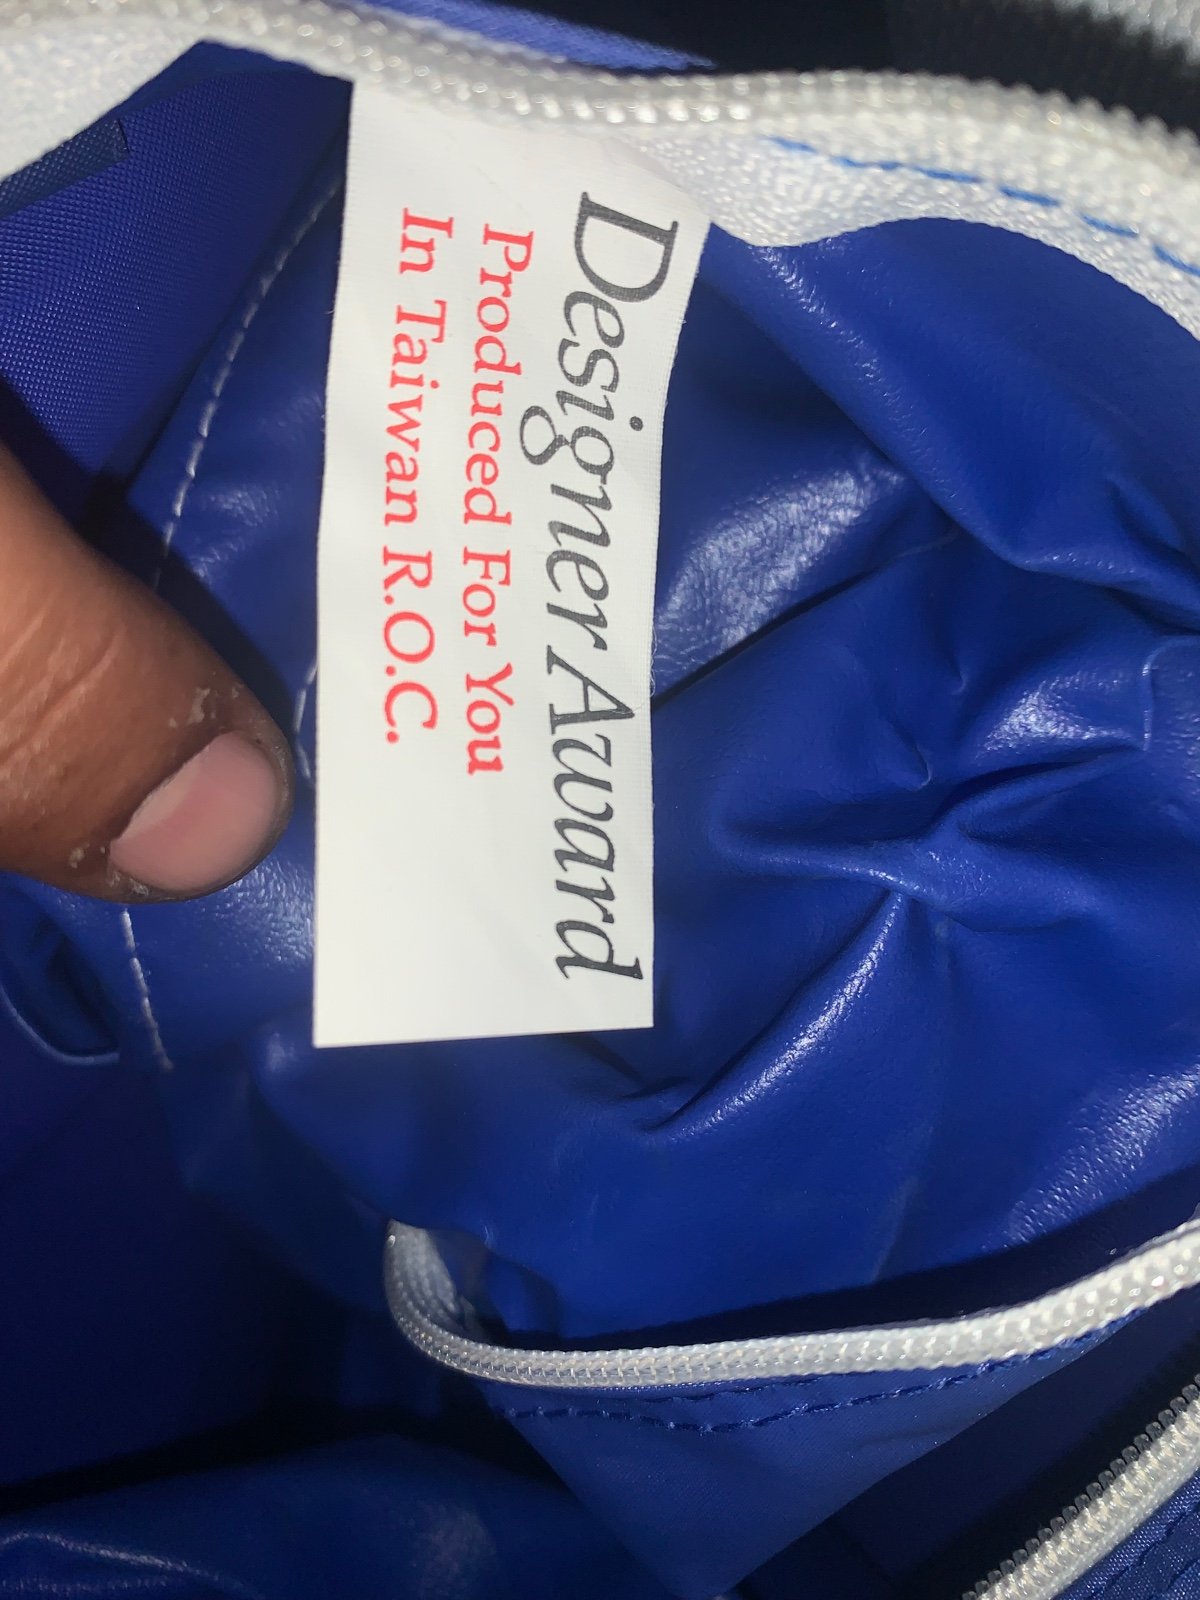 Designer Award
Produced For You
In Taiwan R.O.C.